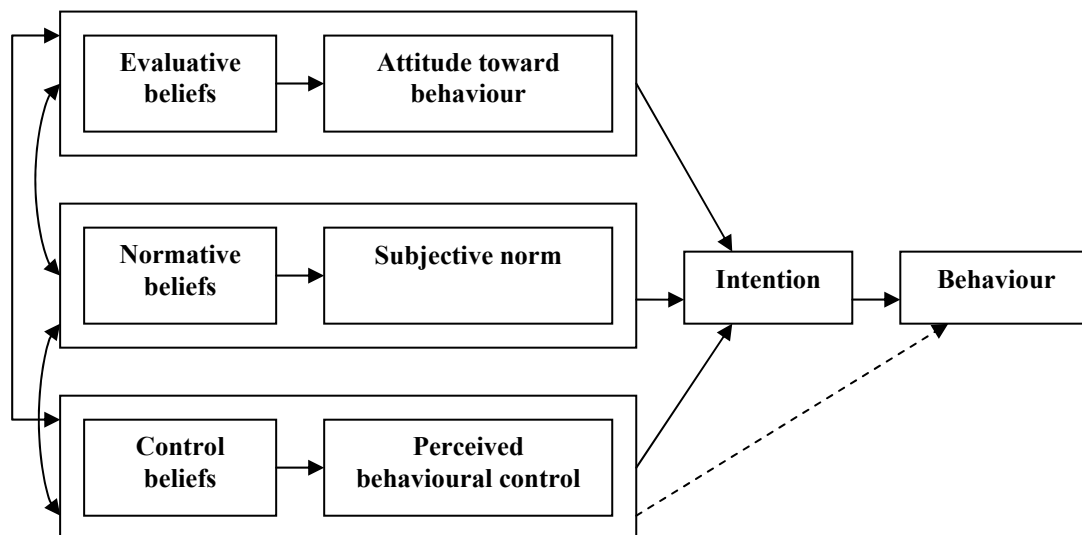 Evaluative
beliefs
Attitude toward
behaviour
Normative
beliefs
Subjective norm
Intention
Behaviour
Control
beliefs
Perceived
behavioural control